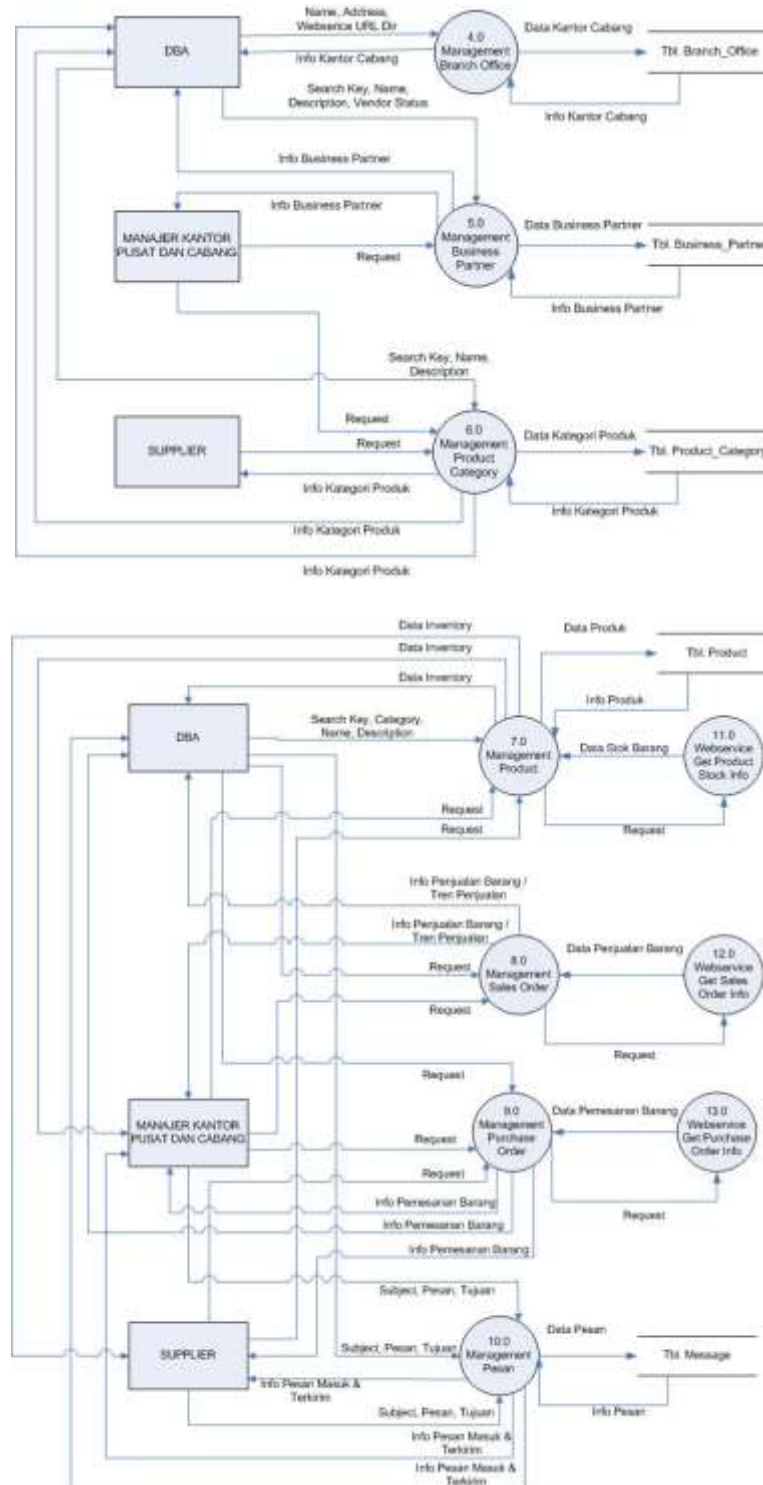 Name, Address,
Webserice URL Dir
DBA
4.0
Management
Branch Office
Data Kantor Cabang
Tbl. Branch_Office
Info Kantor Cabang
Info Kantor Cabang
Search Key, Name,
Description, Vendor Status
Info Business Partner
Info Business Partner
MANAJER KANTOR
PUSAT DAN CABANG
Request
5.0
Management
Business
Partner
Data Business Partner
Tbl. Business_Partner
Info Business Partner
Search Key, Name,
Description
Request
SUPPLIER
Request
6.0
Management
Product
Category
Data Kategori Produk
Tbl. Product_Category
Info Kategori Produk
Info Kategori Produk
Info Kategori Produk
Info Kategori Produk
Data Inventory
Data Inventory
Data Inventory
Data Produk
Tbl. Product
Info Produk
DBA
Search Key, Category,
Name, Description
7.0
Management
Product
Data Stok Barang
11.0
Webservice
Get Product
Stock Info
Request
Request
Request
Info Penjualan Barang /
Tren Penjualan
Info Penjualan Barang /
Tren Penjualan
Request
Request
8.0
Management
Sales Order
Data Penjualan Barang
12.0
Webservice
Get Sales
Order Info
Request
Request
MANAJER KANTOR
PUSAT DAN CABANG
Request
Request
9.0
Management
Purchase
Order
Data Pemesanan Barang
13.0
Webservice
Get Purchase
Order Info
Request
Info Pemesanan Barang
Info Pemesanan Barang
Info Pemesanan Barang
Subject, Pesan, Tujuan
SUPPLIER
Subject, Pesan, Tujuan
10.0
Management
Pesan
Data Pesan
Tbl. Message
Info Pesan
Info Pesan Masuk &
Terkirim
Subject, Pesan, Tujuan
Info Pesan Masuk &
Terkirim
Info Pesan Masuk &
Terkirim